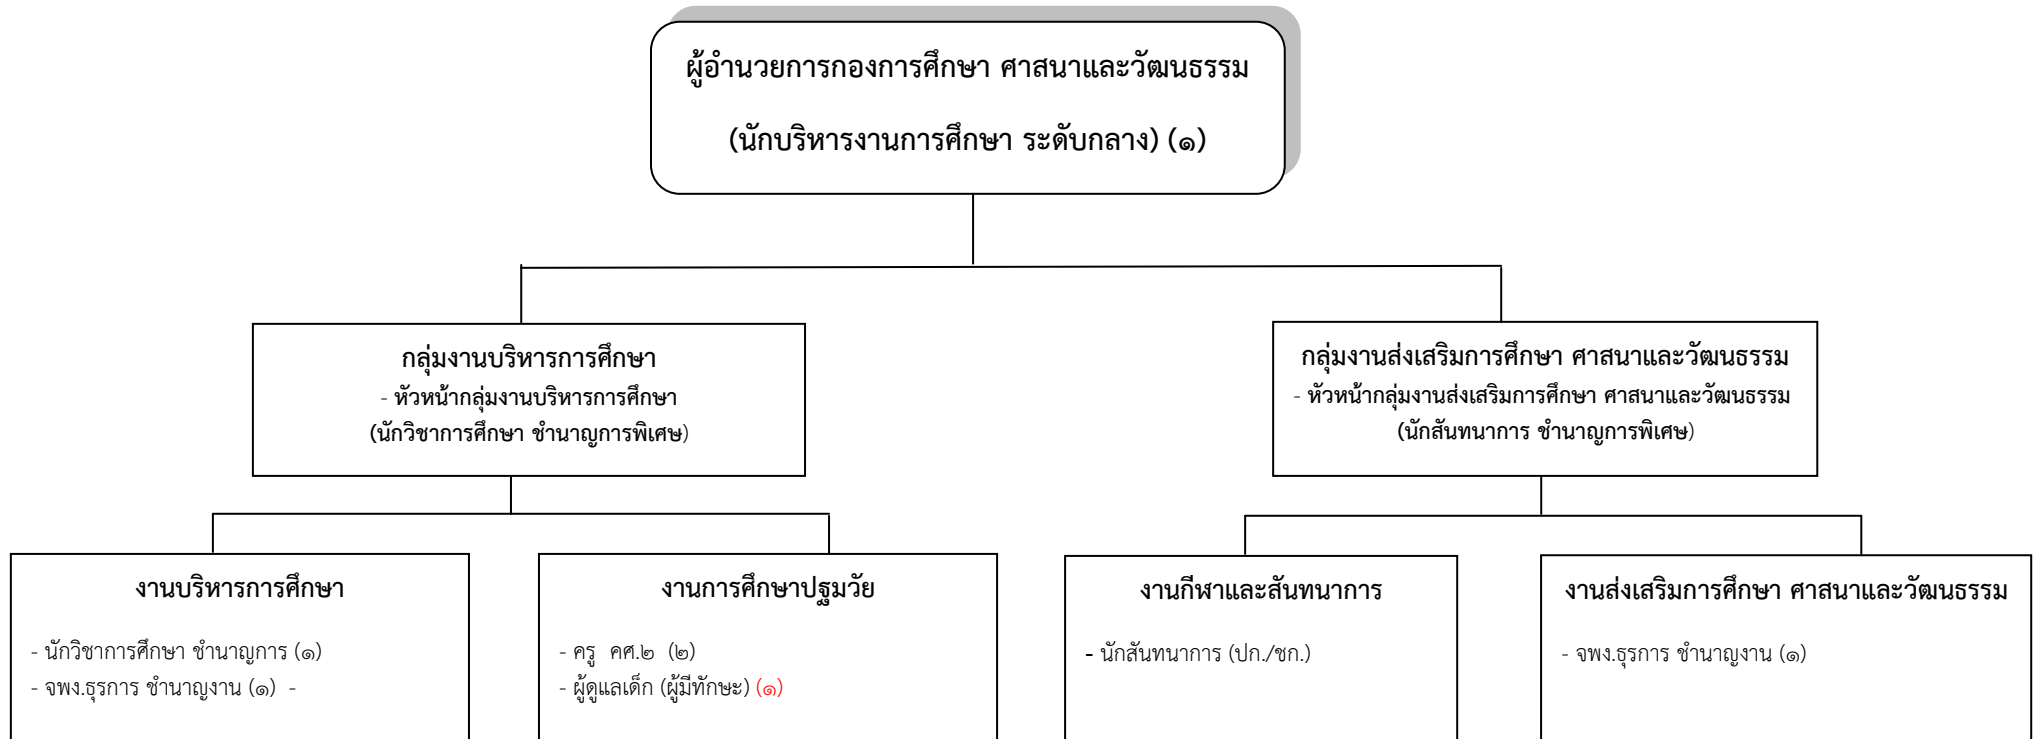 ผู้อำนวยการกองการศึกษา ศาสนาและวัฒนธรรม
(นักบริหารงานการศึกษา ระดับกลาง) (๑)
กลุ่มงานบริหารการศึกษา
- หัวหน้ากลุ่มงานบริหารการศึกษา
(นักวิชาการศึกษา ชำนาญการพิเศษ)
กลุ่มงานส่งเสริมการศึกษา ศาสนาและวัฒนธรรม
- หัวหน้ากลุ่มงานส่งเสริมการศึกษา ศาสนาและวัฒนธรรม
(นักสันทนาการ ชำนาญการพิเศษ)
งานบริหารการศึกษา
- นักวิชาการศึกษา ชำนาญการ (๑)
- จพง.ธุรการ ชำนาญงาน (๑) -
งานการศึกษาปฐมวัย
- ครู คศ.๒ (๒)
- ผู้ดูแลเด็ก (ผู้มีทักษะ) (๑)
งานกีฬาและสันทนาการ
- นักสันทนาการ (ปก./ชก.)
งานส่งเสริมการศึกษา ศาสนาและวัฒนธรรม
- จพง.ธุรการ ชำนาญงาน (๑)